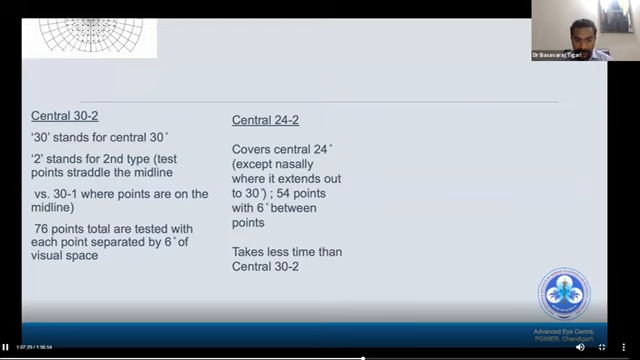 Dr Basavaraj Tigari
Central 30-2
'30' stands for central 30˚
'2' stands for 2nd type (test
points straddle the midline
vs. 30-1 where points are on the
midline)
76 points total are tested with
each point separated by 6˚of
visual space
Central 24-2
Covers central 24˚
(except nasally
where it extends out
to 30˚) ; 54 points
with 6˚between
points
Takes less time than
Central 30-2
Advanced Eye Centre,
PGIMER, Chandigarh
1:07:29 / 1:56:54